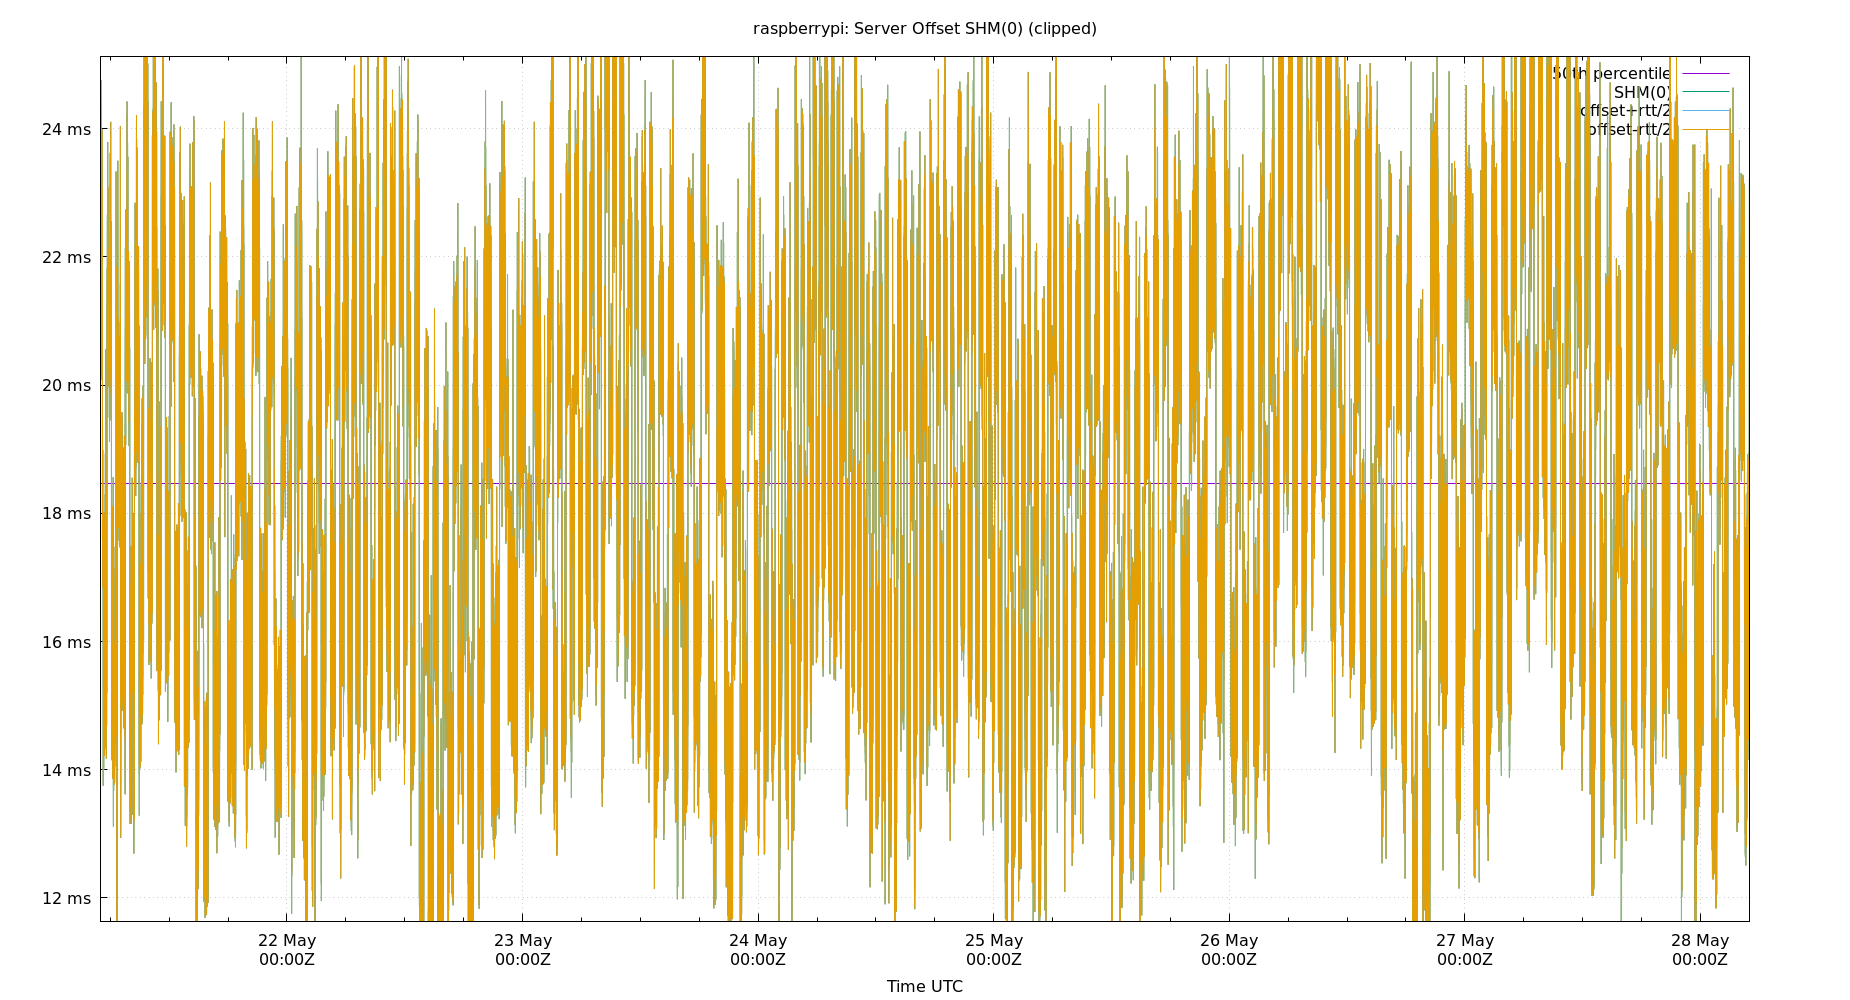 raspberrypi: Server Offset SHM(0) (clipped)
50th percentile
SHM(0)
offset+rtt/2
offset-rtt/2
24 ms
22 ms
20 ms
18 ms
16 ms
14 ms
12 ms
22 May 23 May 24 May 25 May 26 May 27 May 28 May
00:00Z 00:00Z 00:00Z 00:00Z 00:00Z 00:00Z 00:00Z
Time UTC